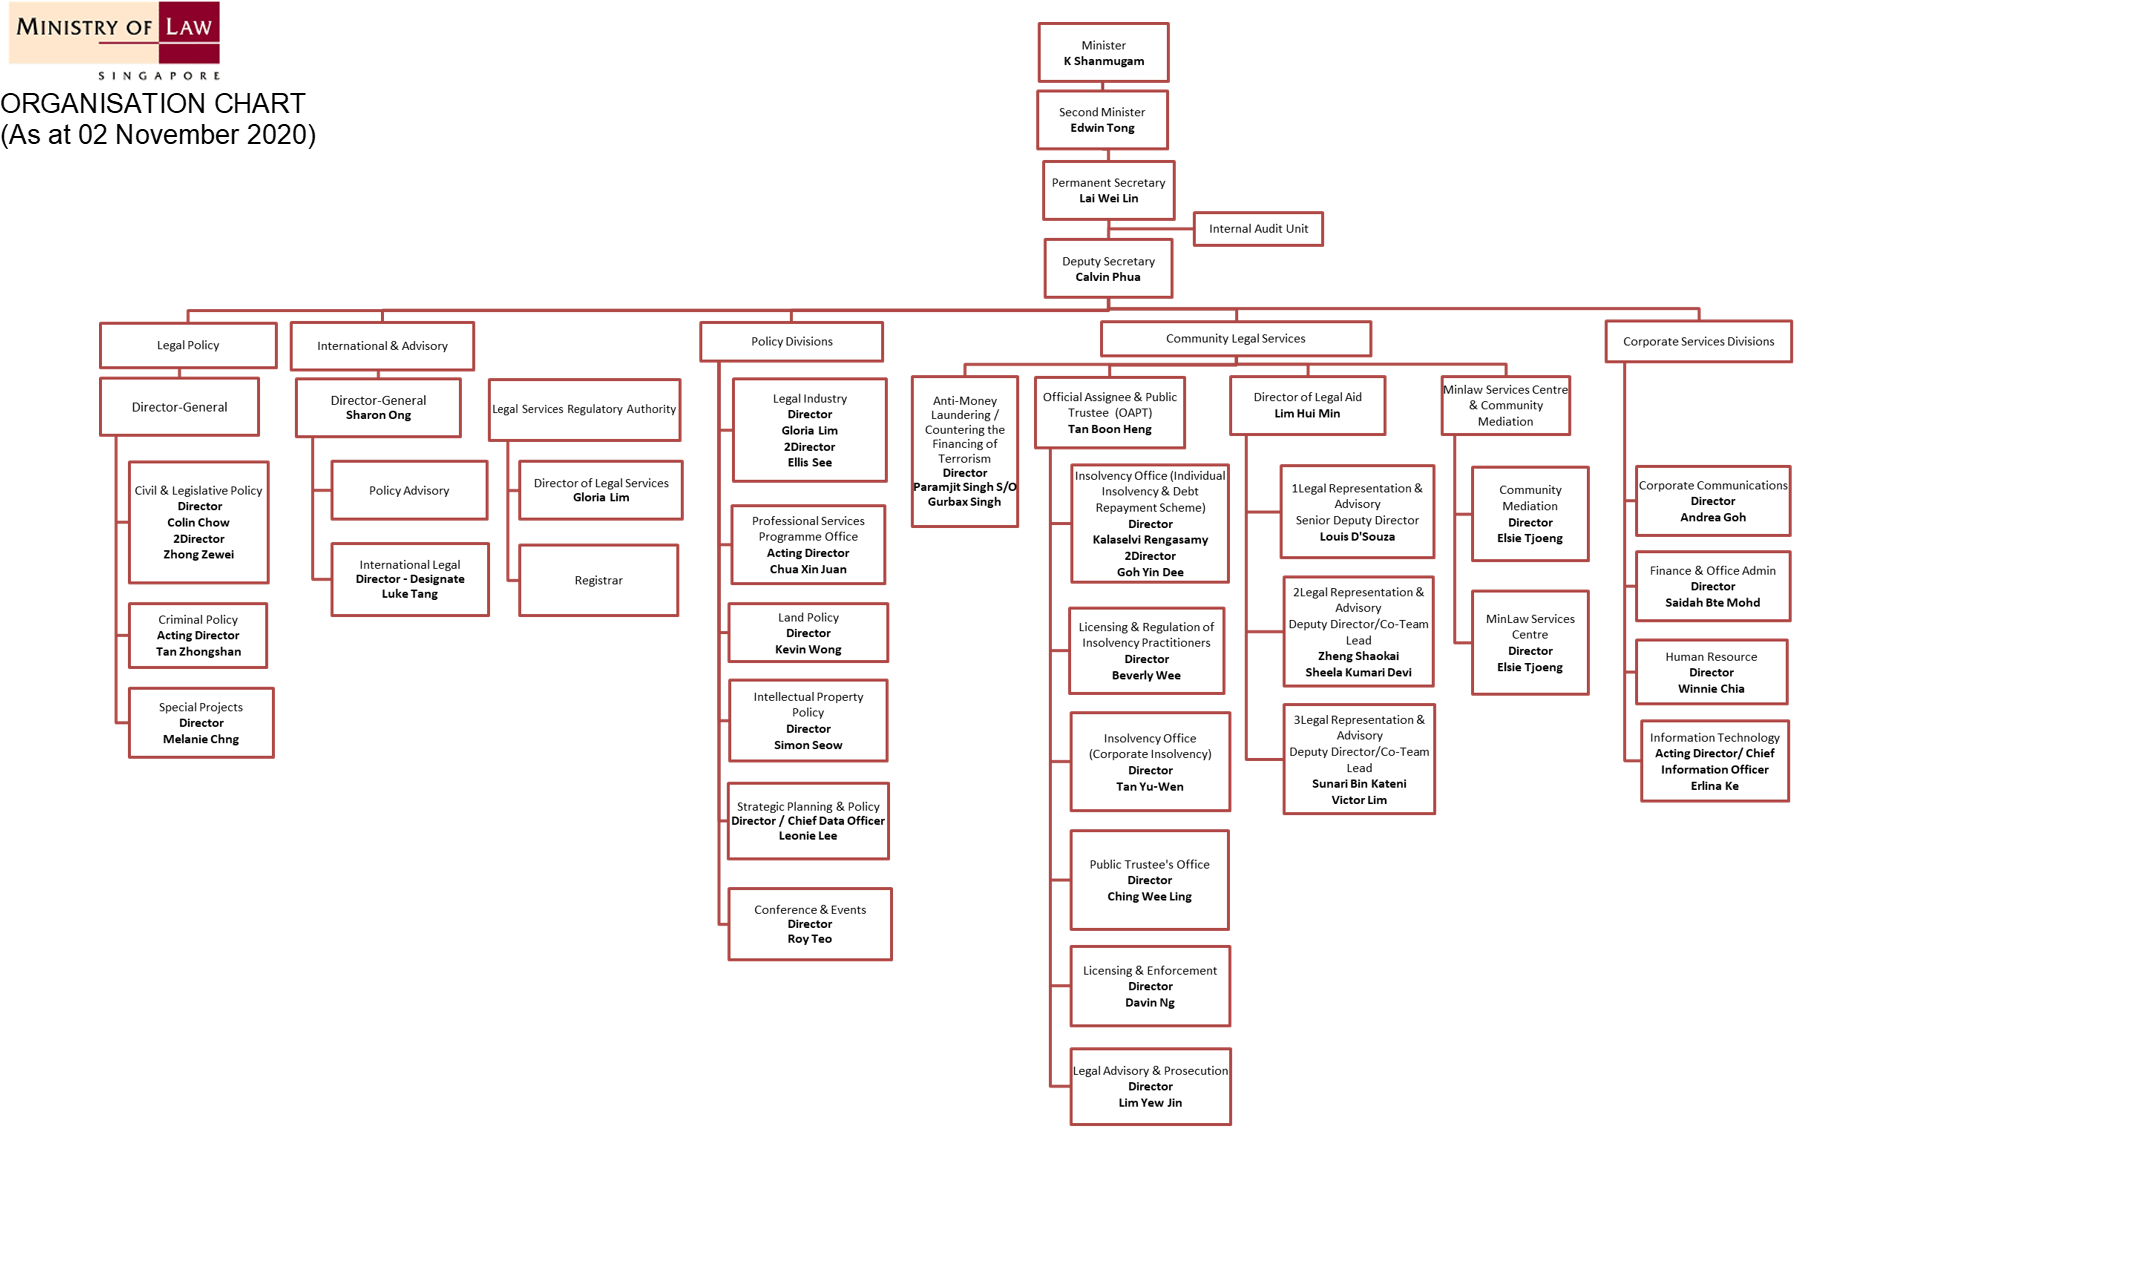 MINISTRY OF LAW
SINGAPORE
ORGANISATION CHART
(As at 02 November 2020)
Minister
K Shanmugam
Second Minister
Edwin Tong
Permanent Secretary
Lai Wei Lin
Internal Audit Unit
Deputy Secretary
Calvin Phua
Legal Policy
Director-General
Civil & Legislative Policy
Director
Colin Chow
2Director
Zhong Zewei
Criminal Policy
Acting Director
Tan Zhongshan
Special Projects
Director
Melanie Chng
International & Advisory
Director-General
Sharon Ong
Policy Advisory
International Legal
Director - Designate
Luke Tang
Legal Services Regulatory Authority
Director of Legal Services
Gloria Lim
Registrar
Policy Divisions
Legal Industry
Director
Gloria Lim
2Director
Ellis See
Professional Services
Programme Office
Acting Director
Chua Xin Juan
Land Policy
Director
Kevin Wong
Intellectual Property
Policy
Director
Simon Seow
Strategic Planning & Policy
Director / Chief Data Officer
Leonie Lee
Conference & Events
Director
Roy Teo
Community Legal Services
Anti-Money
Laundering /
Countering the
Financing of
Terrorism
Director
Paramjit Singh S/O
Gurbax Singh
Official Assignee & Public
Trustee (OAPT)
Tan Boon Heng
Insolvency Office (Individual
Insolvency & Debt
Repayment Scheme)
Director
Kalaselvi Rengasamy
2Director
Goh Yin Dee
Licensing & Regulation of
Insolvency Practitioners
Director
Beverly Wee
Insolvency Office
(Corporate Insolvency)
Director
Tan Yu-Wen
Public Trustee's Office
Director
Ching Wee Ling
Licensing & Enforcement
Director
Davin Ng
Legal Advisory & Prosecution
Director
Lim Yew Jin
Director of Legal Aid
Lim Hui Min
1Legal Representation &
Advisory
Senior Deputy Director
Louis D'Souza
2Legal Representation &
Advisory
Deputy Director/Co-Team
Lead
Zheng Shaokai
Sheela Kumari Devi
3Legal Representation &
Advisory
Deputy Director/Co-Team
Lead
Sunari Bin Kateni
Victor Lim
Minlaw Services Centre
& Community
Mediation
Community
Mediation
Director
Elsie Tjoeng
MinLaw Services
Centre
Director
Elsie Tjoeng
Corporate Services Divisions
Corporate Communications
Director
Andrea Goh
Finance & Office Admin
Director
Saidah Bte Mohd
Human Resource
Director
Winnie Chia
Information Technology
Acting Director/ Chief
Information Officer
Erlina Ke